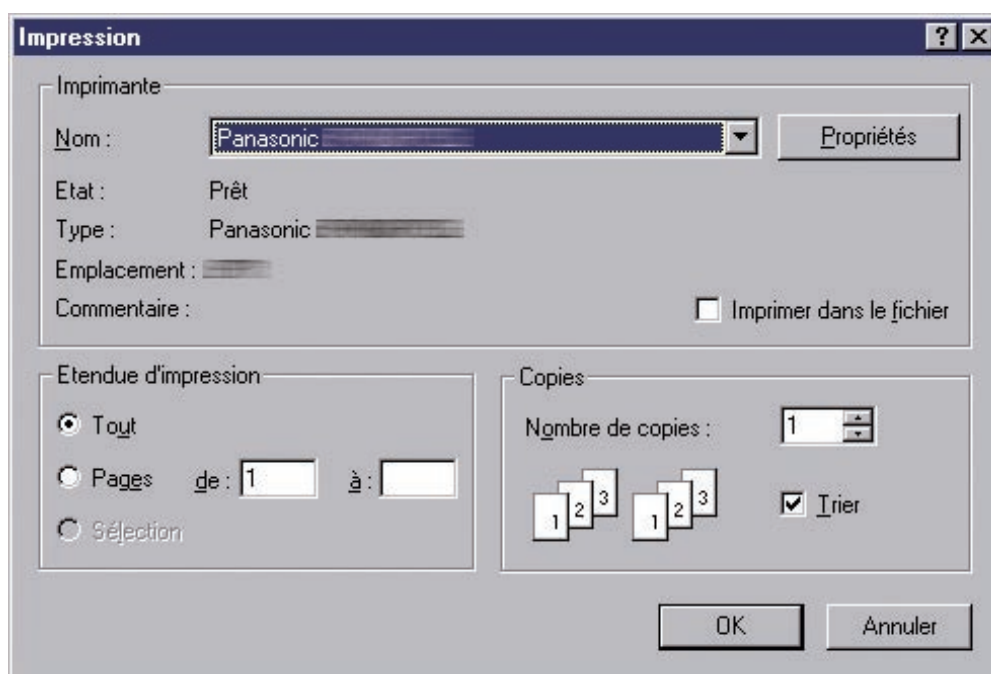 Impression
Imprimante
Nom : Panasonic Propriétés
Etat : Prêt
Type : Panasonic
Emplacement :
Commentaire : Imprimer dans le fichier
Etendue d'impression
Tout
Pages de : 1 à :
Sélection
Copies
Nombre de copies : 1
1 2 3 1 2 3
Trier
OK Annuler